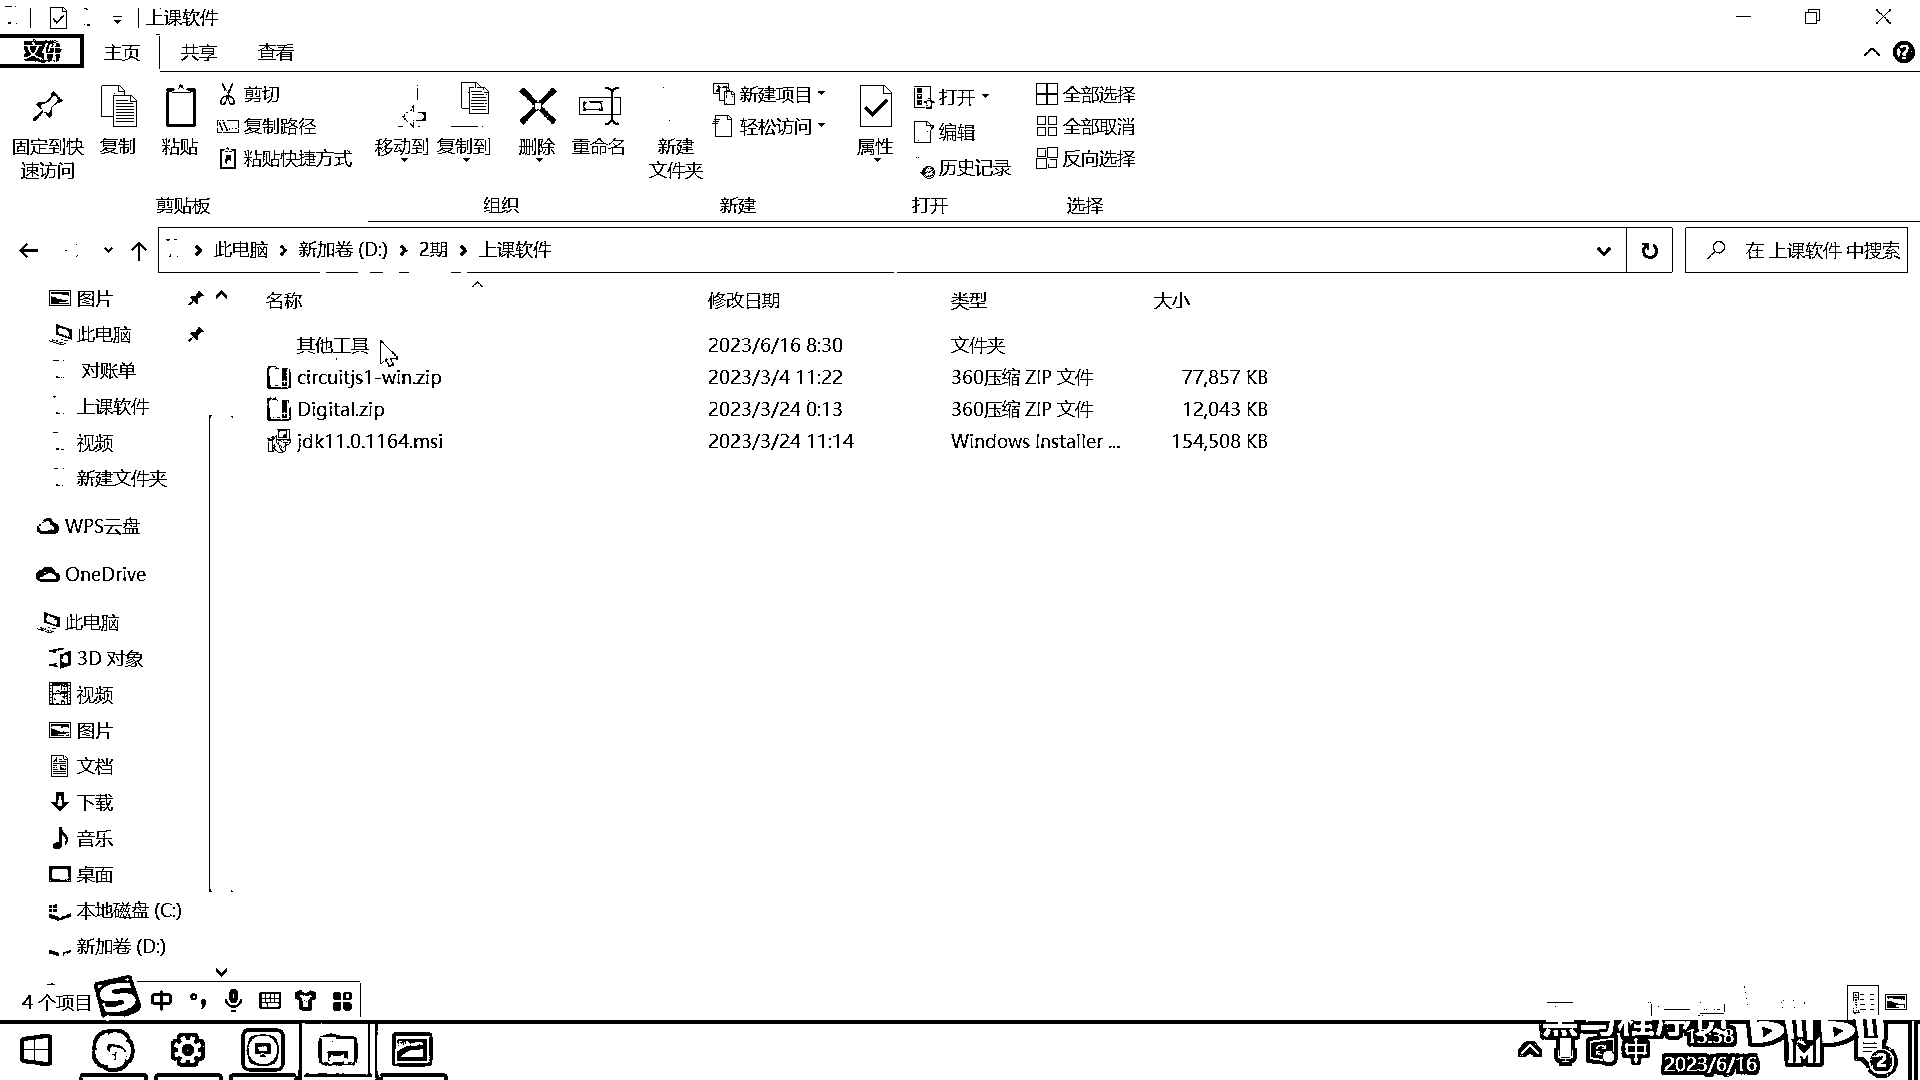 上课软件
文件 主页 共享 查看
固定到快速访问 复制 粘贴 剪切 复制路径 粘贴快捷方式 移动到 复制到 删除 重命名 新建文件夹 新建项目 轻松访问 属性 打开 编辑 历史记录 全部选择 全部取消 反向选择
剪贴板 组织 新建 打开 选择
此电脑 新加卷 (D:) 2期 上课软件 在 上课软件 中搜索
名称 修改日期 类型 大小
其他工具 2023/6/16 8:30 文件夹
circuitjs1-win.zip 2023/3/4 11:22 360压缩 ZIP 文件 77,857 KB
Digital.zip 2023/3/24 0:13 360压缩 ZIP 文件 12,043 KB
jdk11.0.1164.msi 2023/3/24 11:14 Windows Installer ... 154,508 KB
图片
此电脑
对账单
上课软件
视频
新建文件夹
WPS云盘
OneDrive
此电脑
3D 对象
视频
图片
文档
下载
音乐
桌面
本地磁盘 (C:)
新加卷 (D:)
4 个项目 中
中 15:38
2023/6/16 2